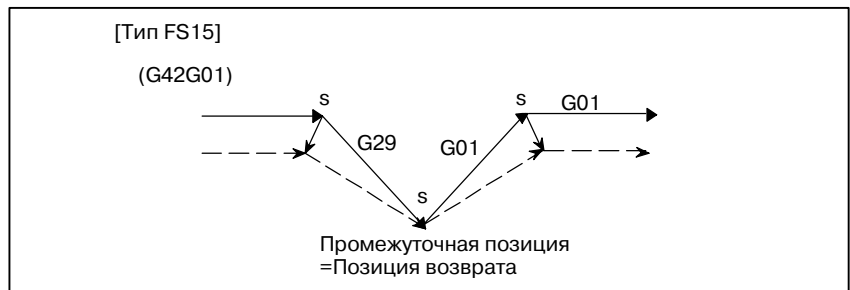 [Тип FS15]
(G42G01)
s
s
G01
G29
G01
s
Промежуточная позиция
=Позиция возврата